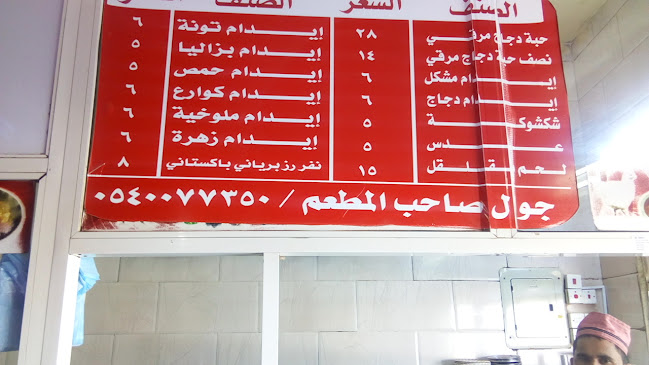 الصنف السعر الصنف
حبة دجاج مرقي ٢٨
نصف حبة دجاج مرقي ١٤
إيدام مشكل ٦
إيدام دجاج ٦
شكشوكة ٥
عدس ٥
لحم مقلقل ١٥
إيدام تونة ٦
إيدام بزاليا ٥
إيدام حمص ٥
إيدام كوارع ٦
إيدام ملوخية ٦
إيدام زهرة ٦
نفر رز برياني باكستاني ٨
جول صاحب المطعم / ٠٥٤٠٠٧٧٣٥٠